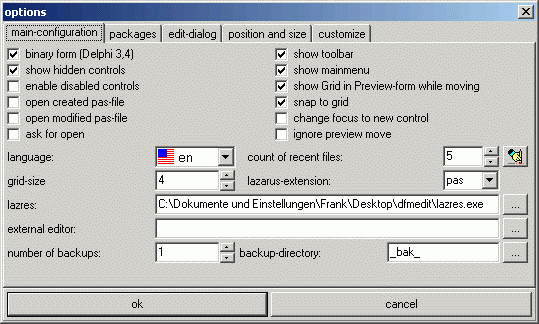 options
main-configuration packages edit-dialog position and size customize
binary form (Delphi 3,4) show toolbar
show hidden controls show mainmenu
enable disabled controls show Grid in Preview-form while moving
open created pas-file snap to grid
open modified pas-file change focus to new control
ask for open ignore preview move
language: en count of recent files: 5
grid-size 4 lazarus-extension: pas
lazres: C:\Dokumente und Einstellungen\Frank\Desktop\dfmedit\lazres.exe ...
external editor: ...
number of backups: 1 backup-directory: _bak_ ...
ok cancel